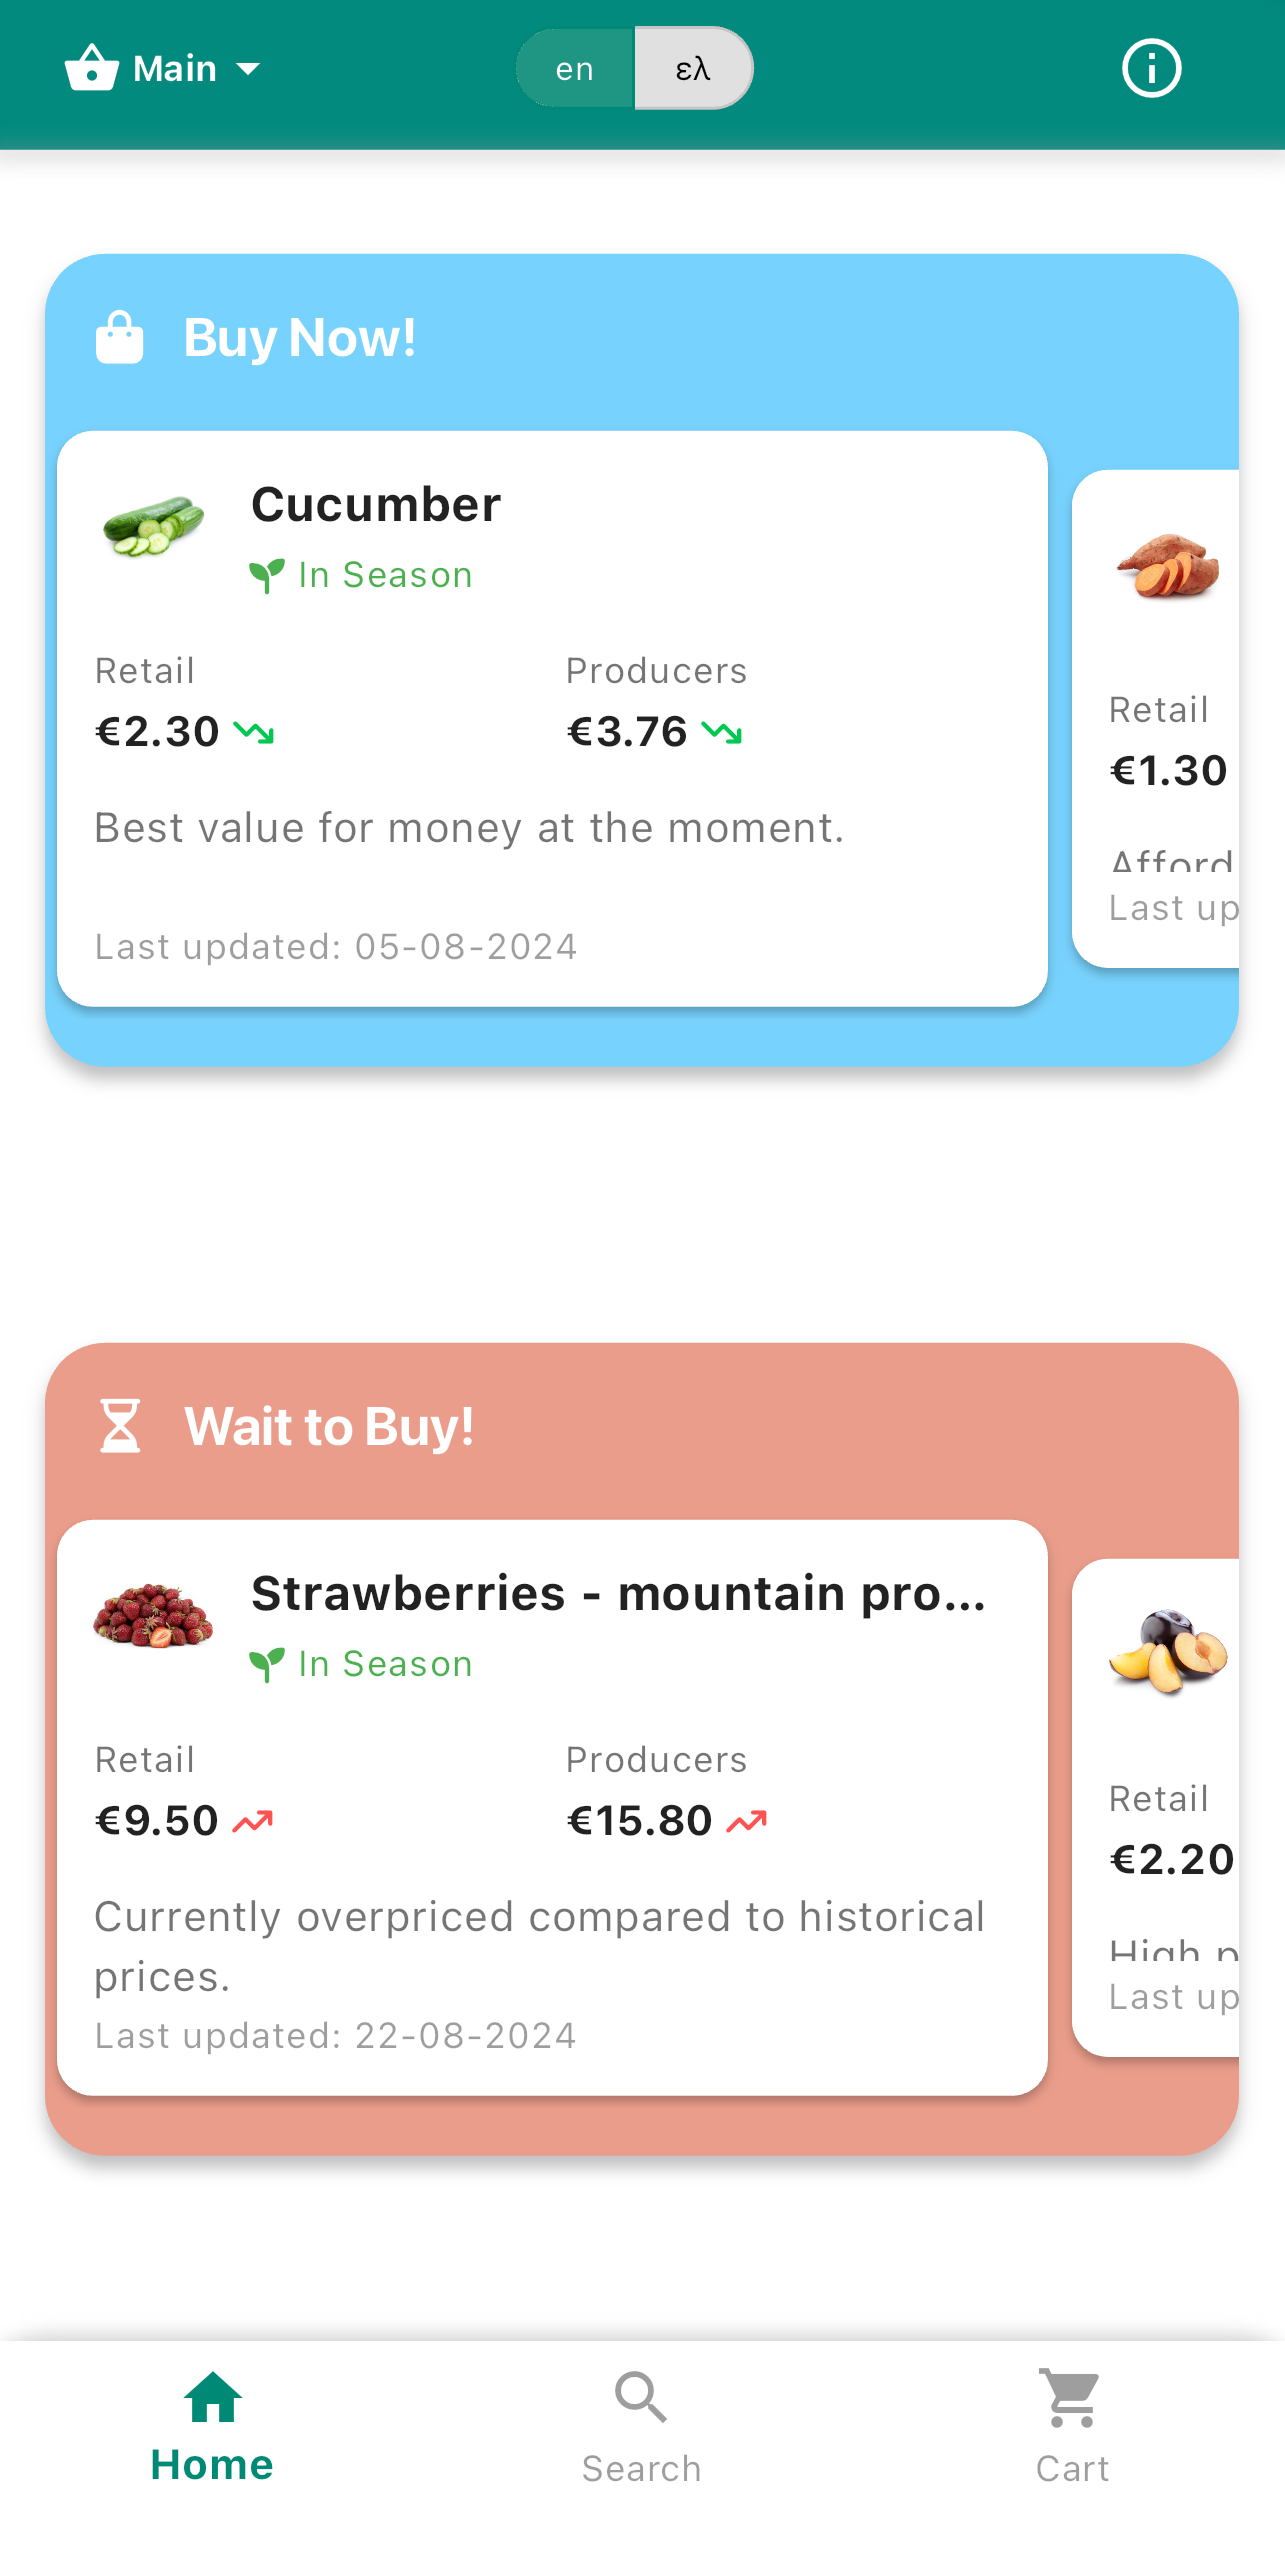 Main
en
ελ
Buy Now!
Cucumber
In Season
Retail
Producers
€2.30
€3.76
Best value for money at the moment.
Last updated: 05-08-2024
Retail
€1.30
Afford
Last up
Wait to Buy!
Strawberries - mountain pro...
In Season
Retail
Producers
€9.50
€15.80
Currently overpriced compared to historical
prices.
Last updated: 22-08-2024
Retail
€2.20
High p
Last up
Home
Search
Cart